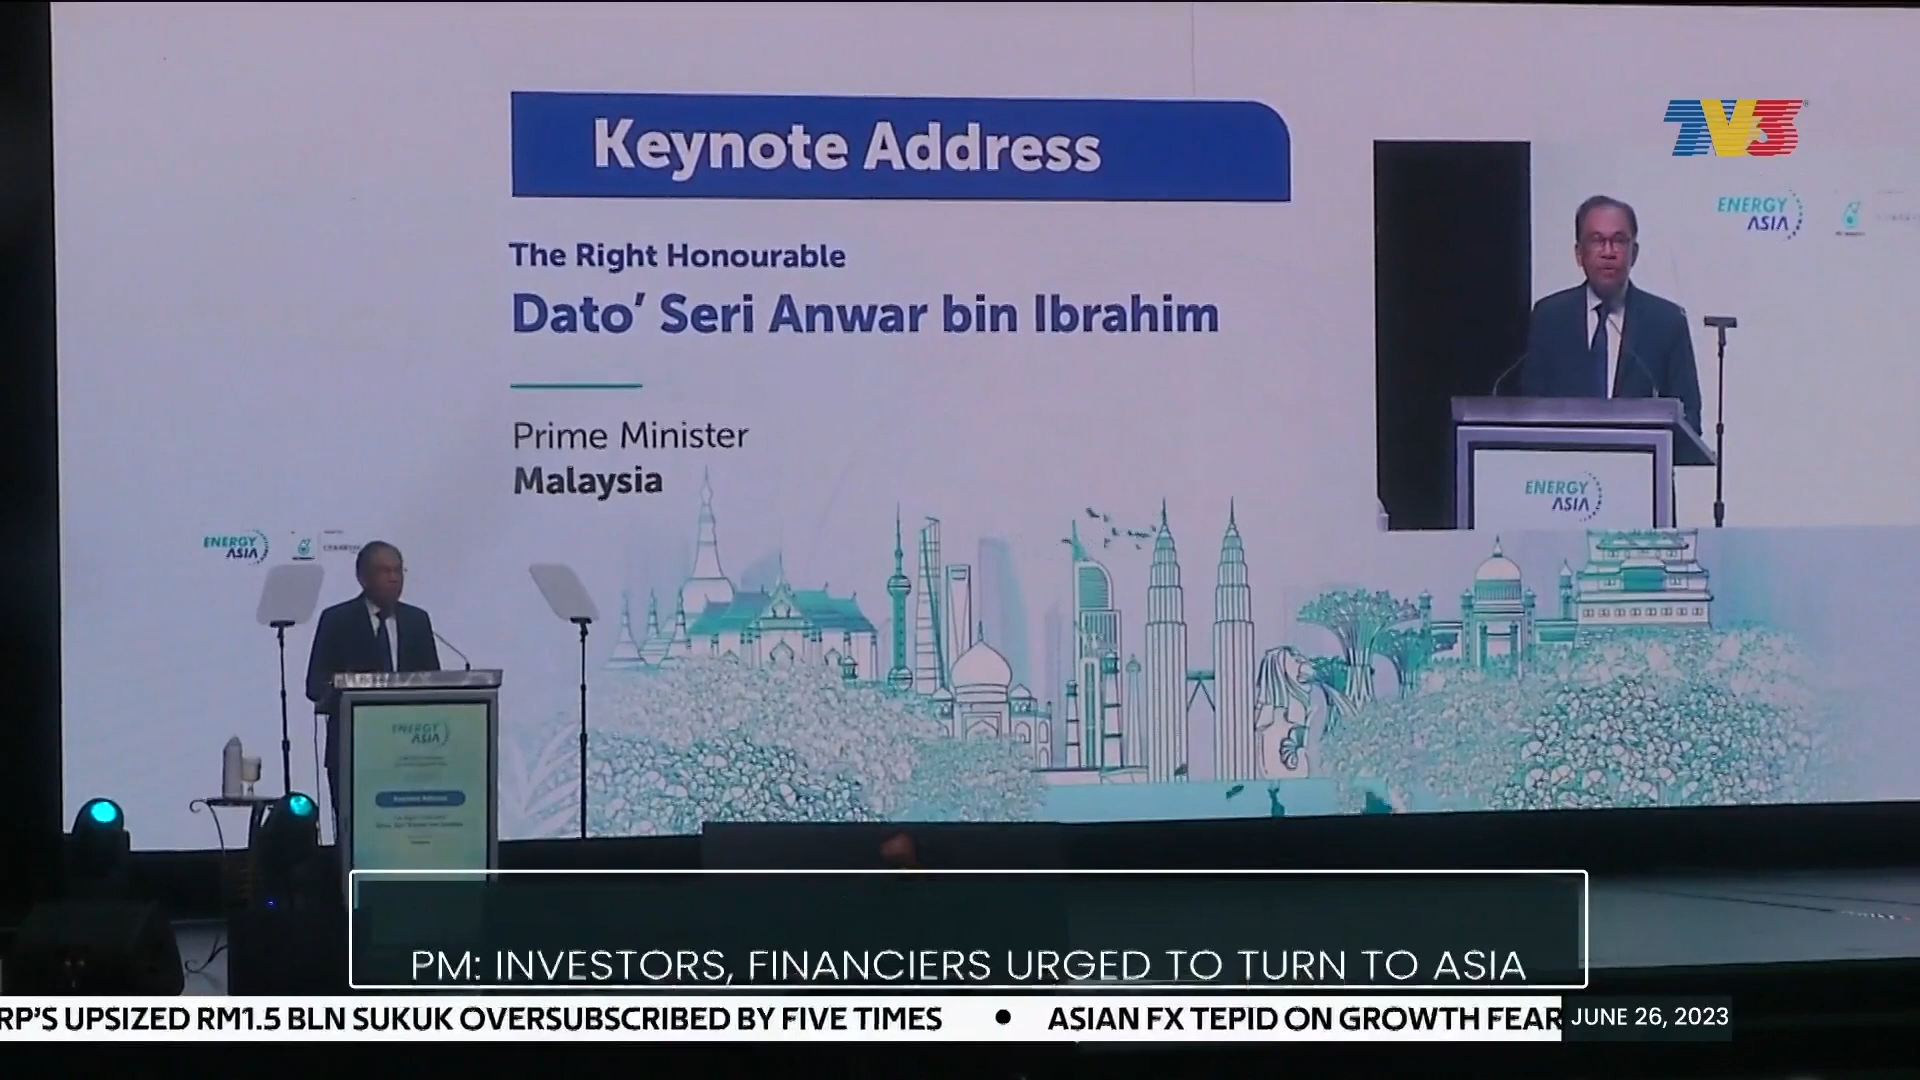 Keynote Address
TV3
The Right Honourable
Dato' Seri Anwar bin Ibrahim
Prime Minister
Malaysia
ENERGY
ASIA
ENERGY
ASIA
ENERGY
ASIA
ENERGY
ASIA
PM: INVESTORS, FINANCIERS URGED TO TURN TO ASIA
RP'S UPSIZED RM1.5 BLN SUKUK OVERSUBSCRIBED BY FIVE TIMES • ASIAN FX TEPID ON GROWTH FEAR
JUNE 26, 2023